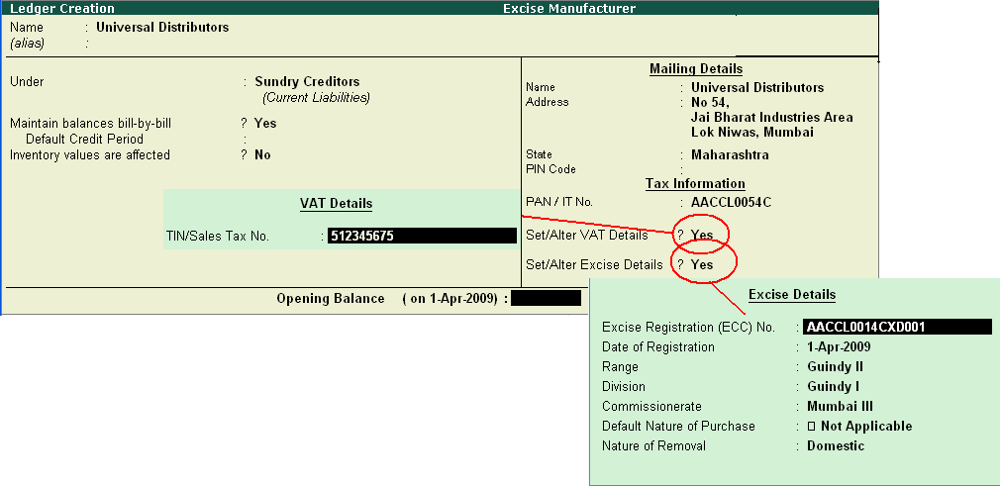 Ledger Creation Excise Manufacturer
Name : Universal Distributors
(alias) :
Under : Sundry Creditors
(Current Liabilities)
Maintain balances bill-by-bill ? Yes
Default Credit Period :
Inventory values are affected ? No
VAT Details
TIN/Sales Tax No. : 512345675
Mailing Details
Name : Universal Distributors
Address : No 54,
Jai Bharat Industries Area
Lok Niwas, Mumbai
State : Maharashtra
PIN Code :
Tax Information
PAN / IT No. : AACCL0054C
Set/Alter VAT Details ? Yes
Set/Alter Excise Details ? Yes
Opening Balance ( on 1-Apr-2009) :
Excise Details
Excise Registration (ECC) No. : AACCL0014CXD001
Date of Registration : 1-Apr-2009
Range : Guindy II
Division : Guindy I
Commissionerate : Mumbai III
Default Nature of Purchase : □ Not Applicable
Nature of Removal : Domestic